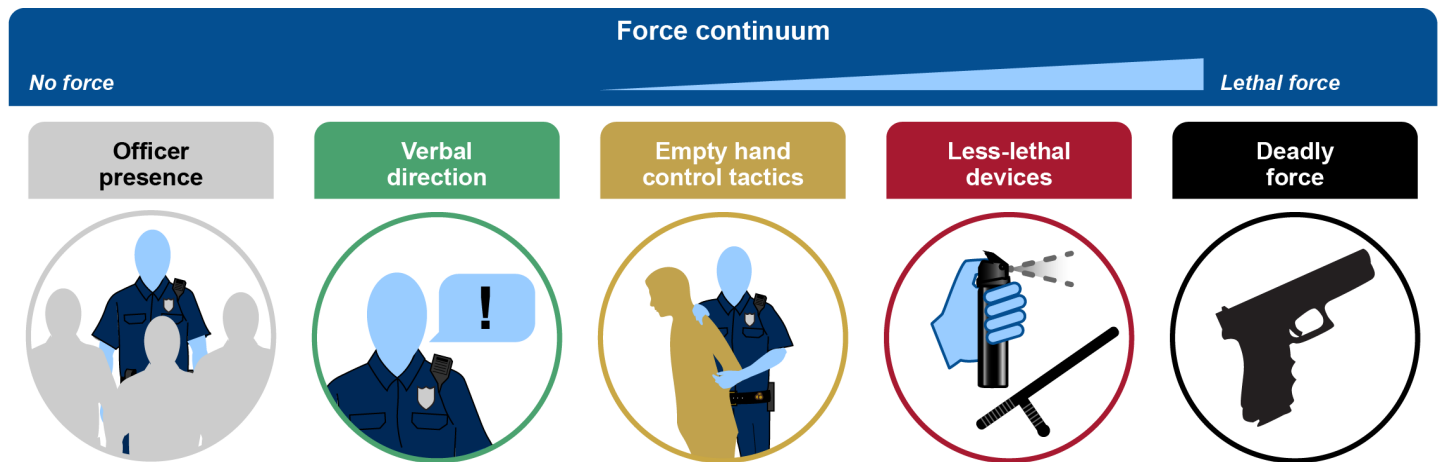 Force continuum
No force
Lethal force
Officer
presence
Verbal
direction
Empty hand
control tactics
Less-lethal
devices
Deadly
force
!